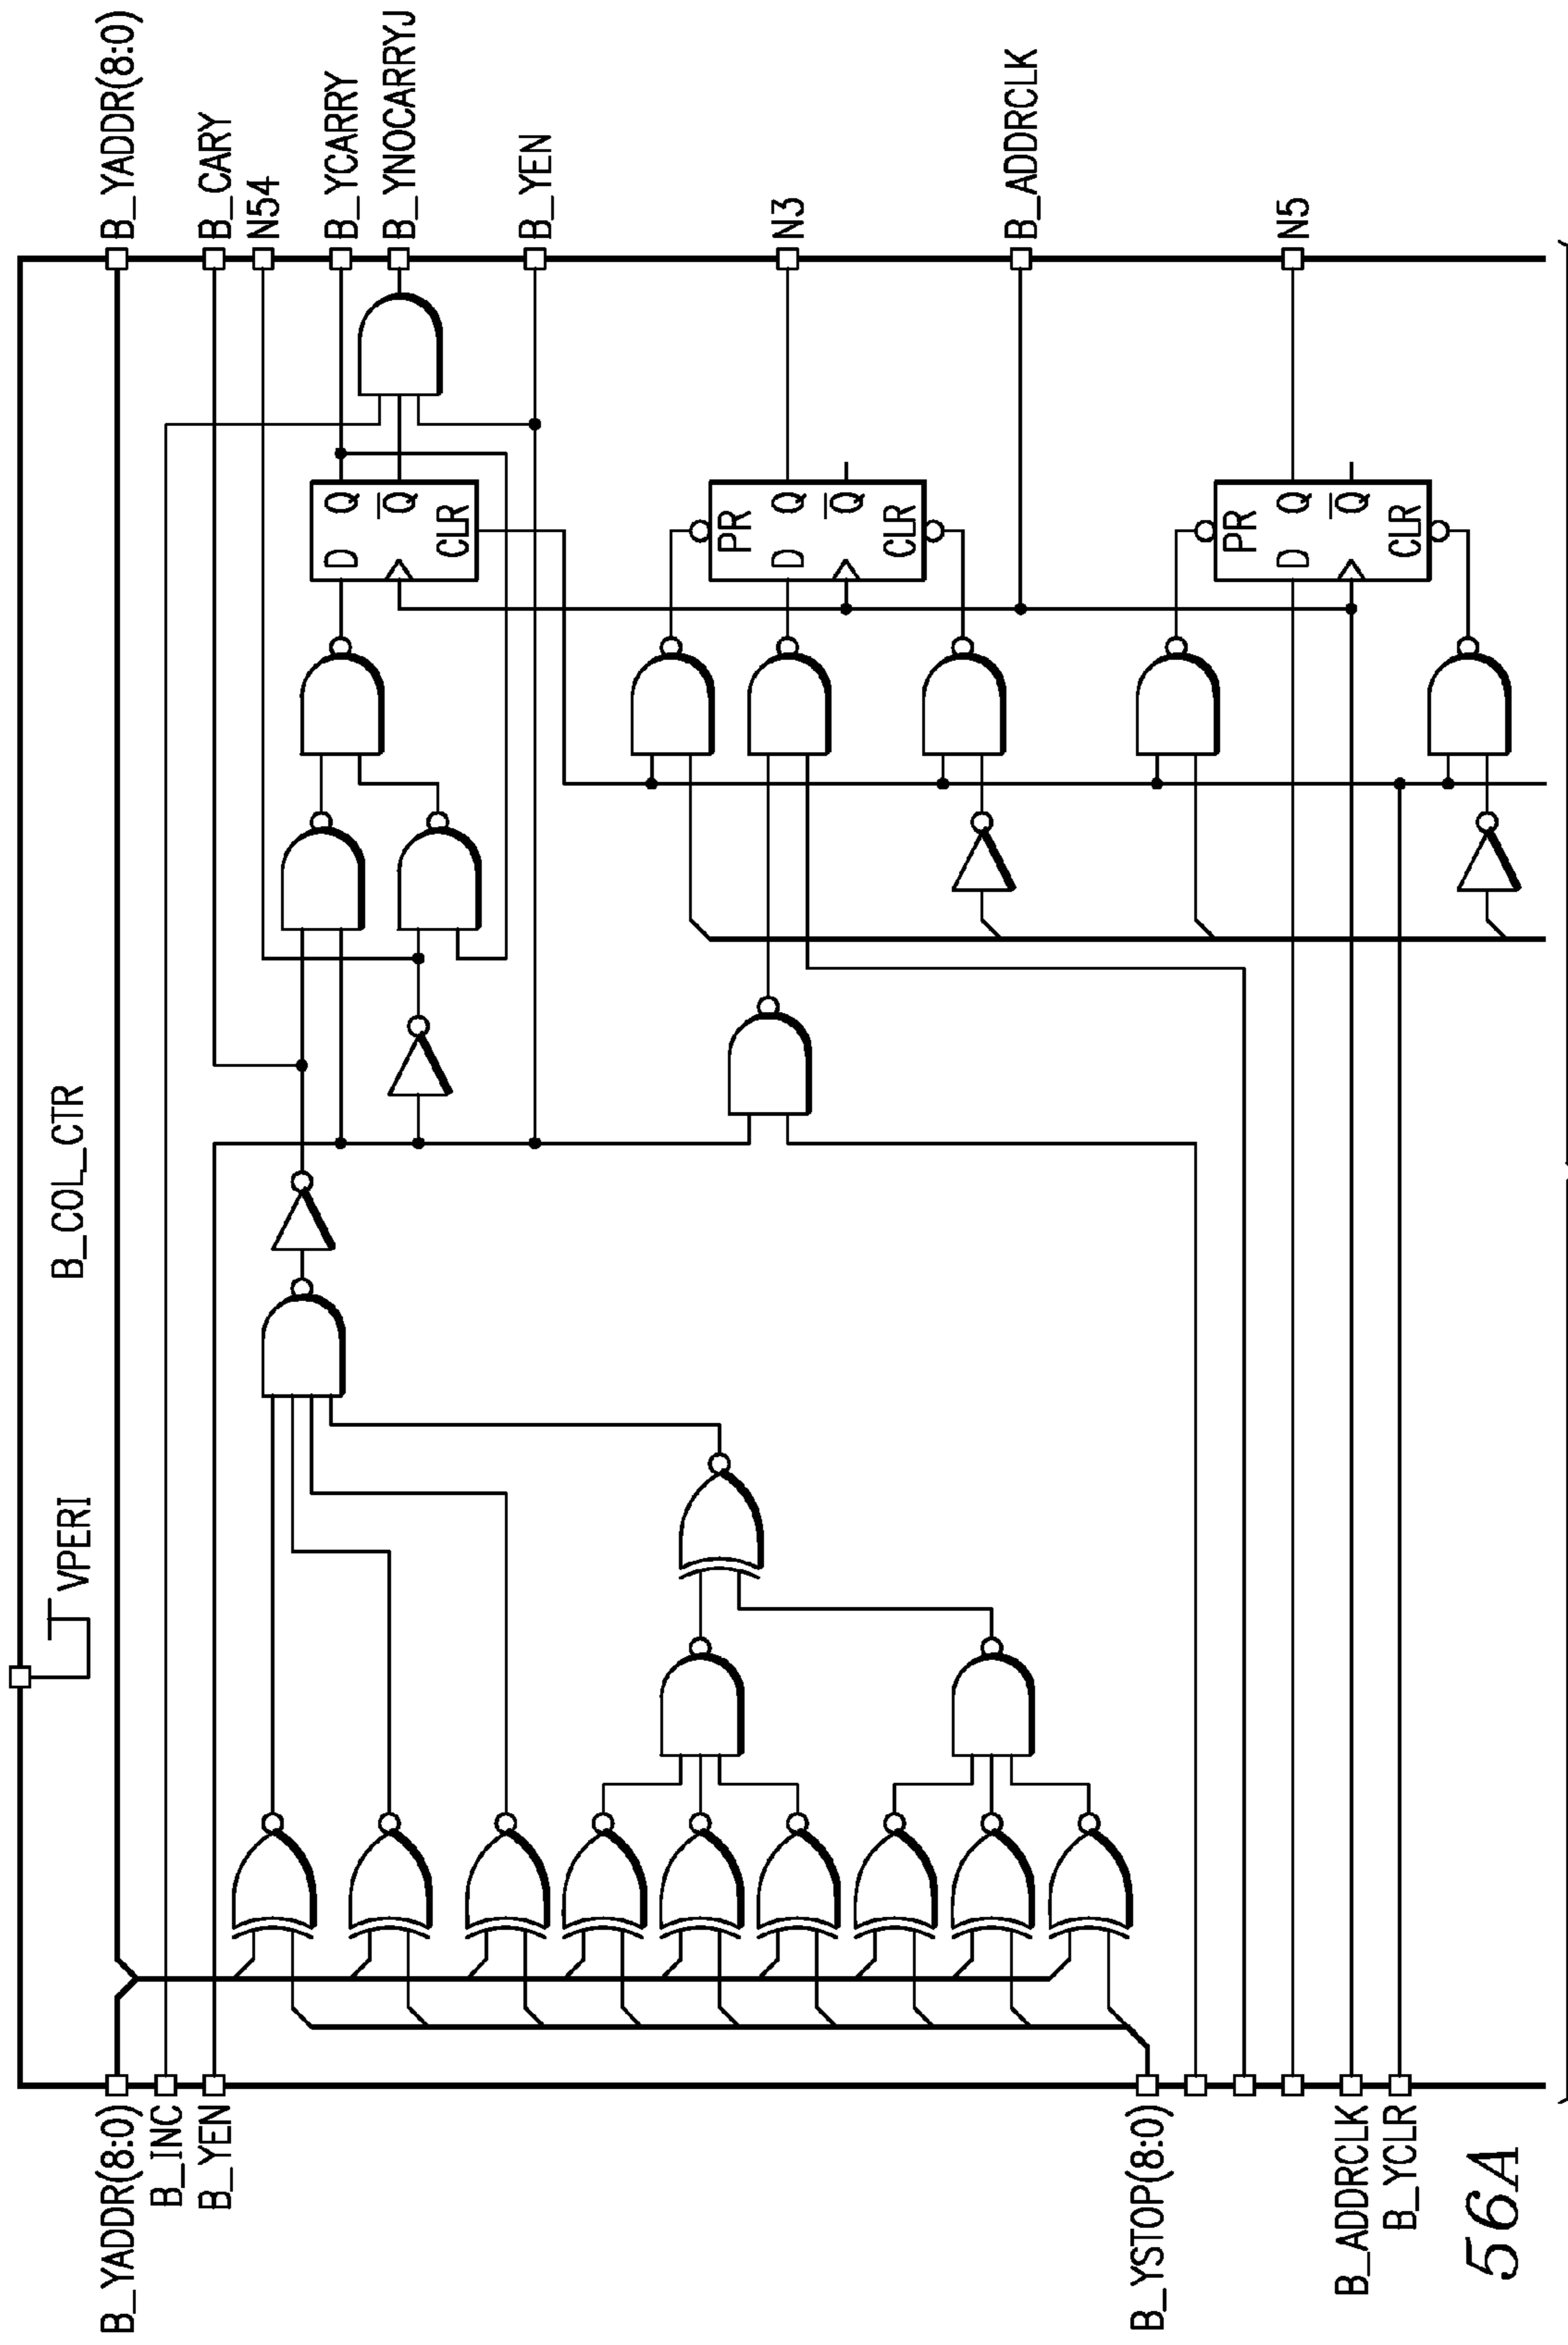 B_COL_CTR
VPERI
B_YADDR(8:0)
B_INC
B_YEN
B_YSTOP(8:0)
B_ADDRCLK
B_YCLR
D Q
Q
CLR
PR
D Q
Q
CLR
PR
D Q
Q
CLR
B_YADDR(8:0)
B_CARY
N54
B_YCARRY
B_YNOCARRYJ
B_YEN
N3
B_ADDRCLK
N5
56A